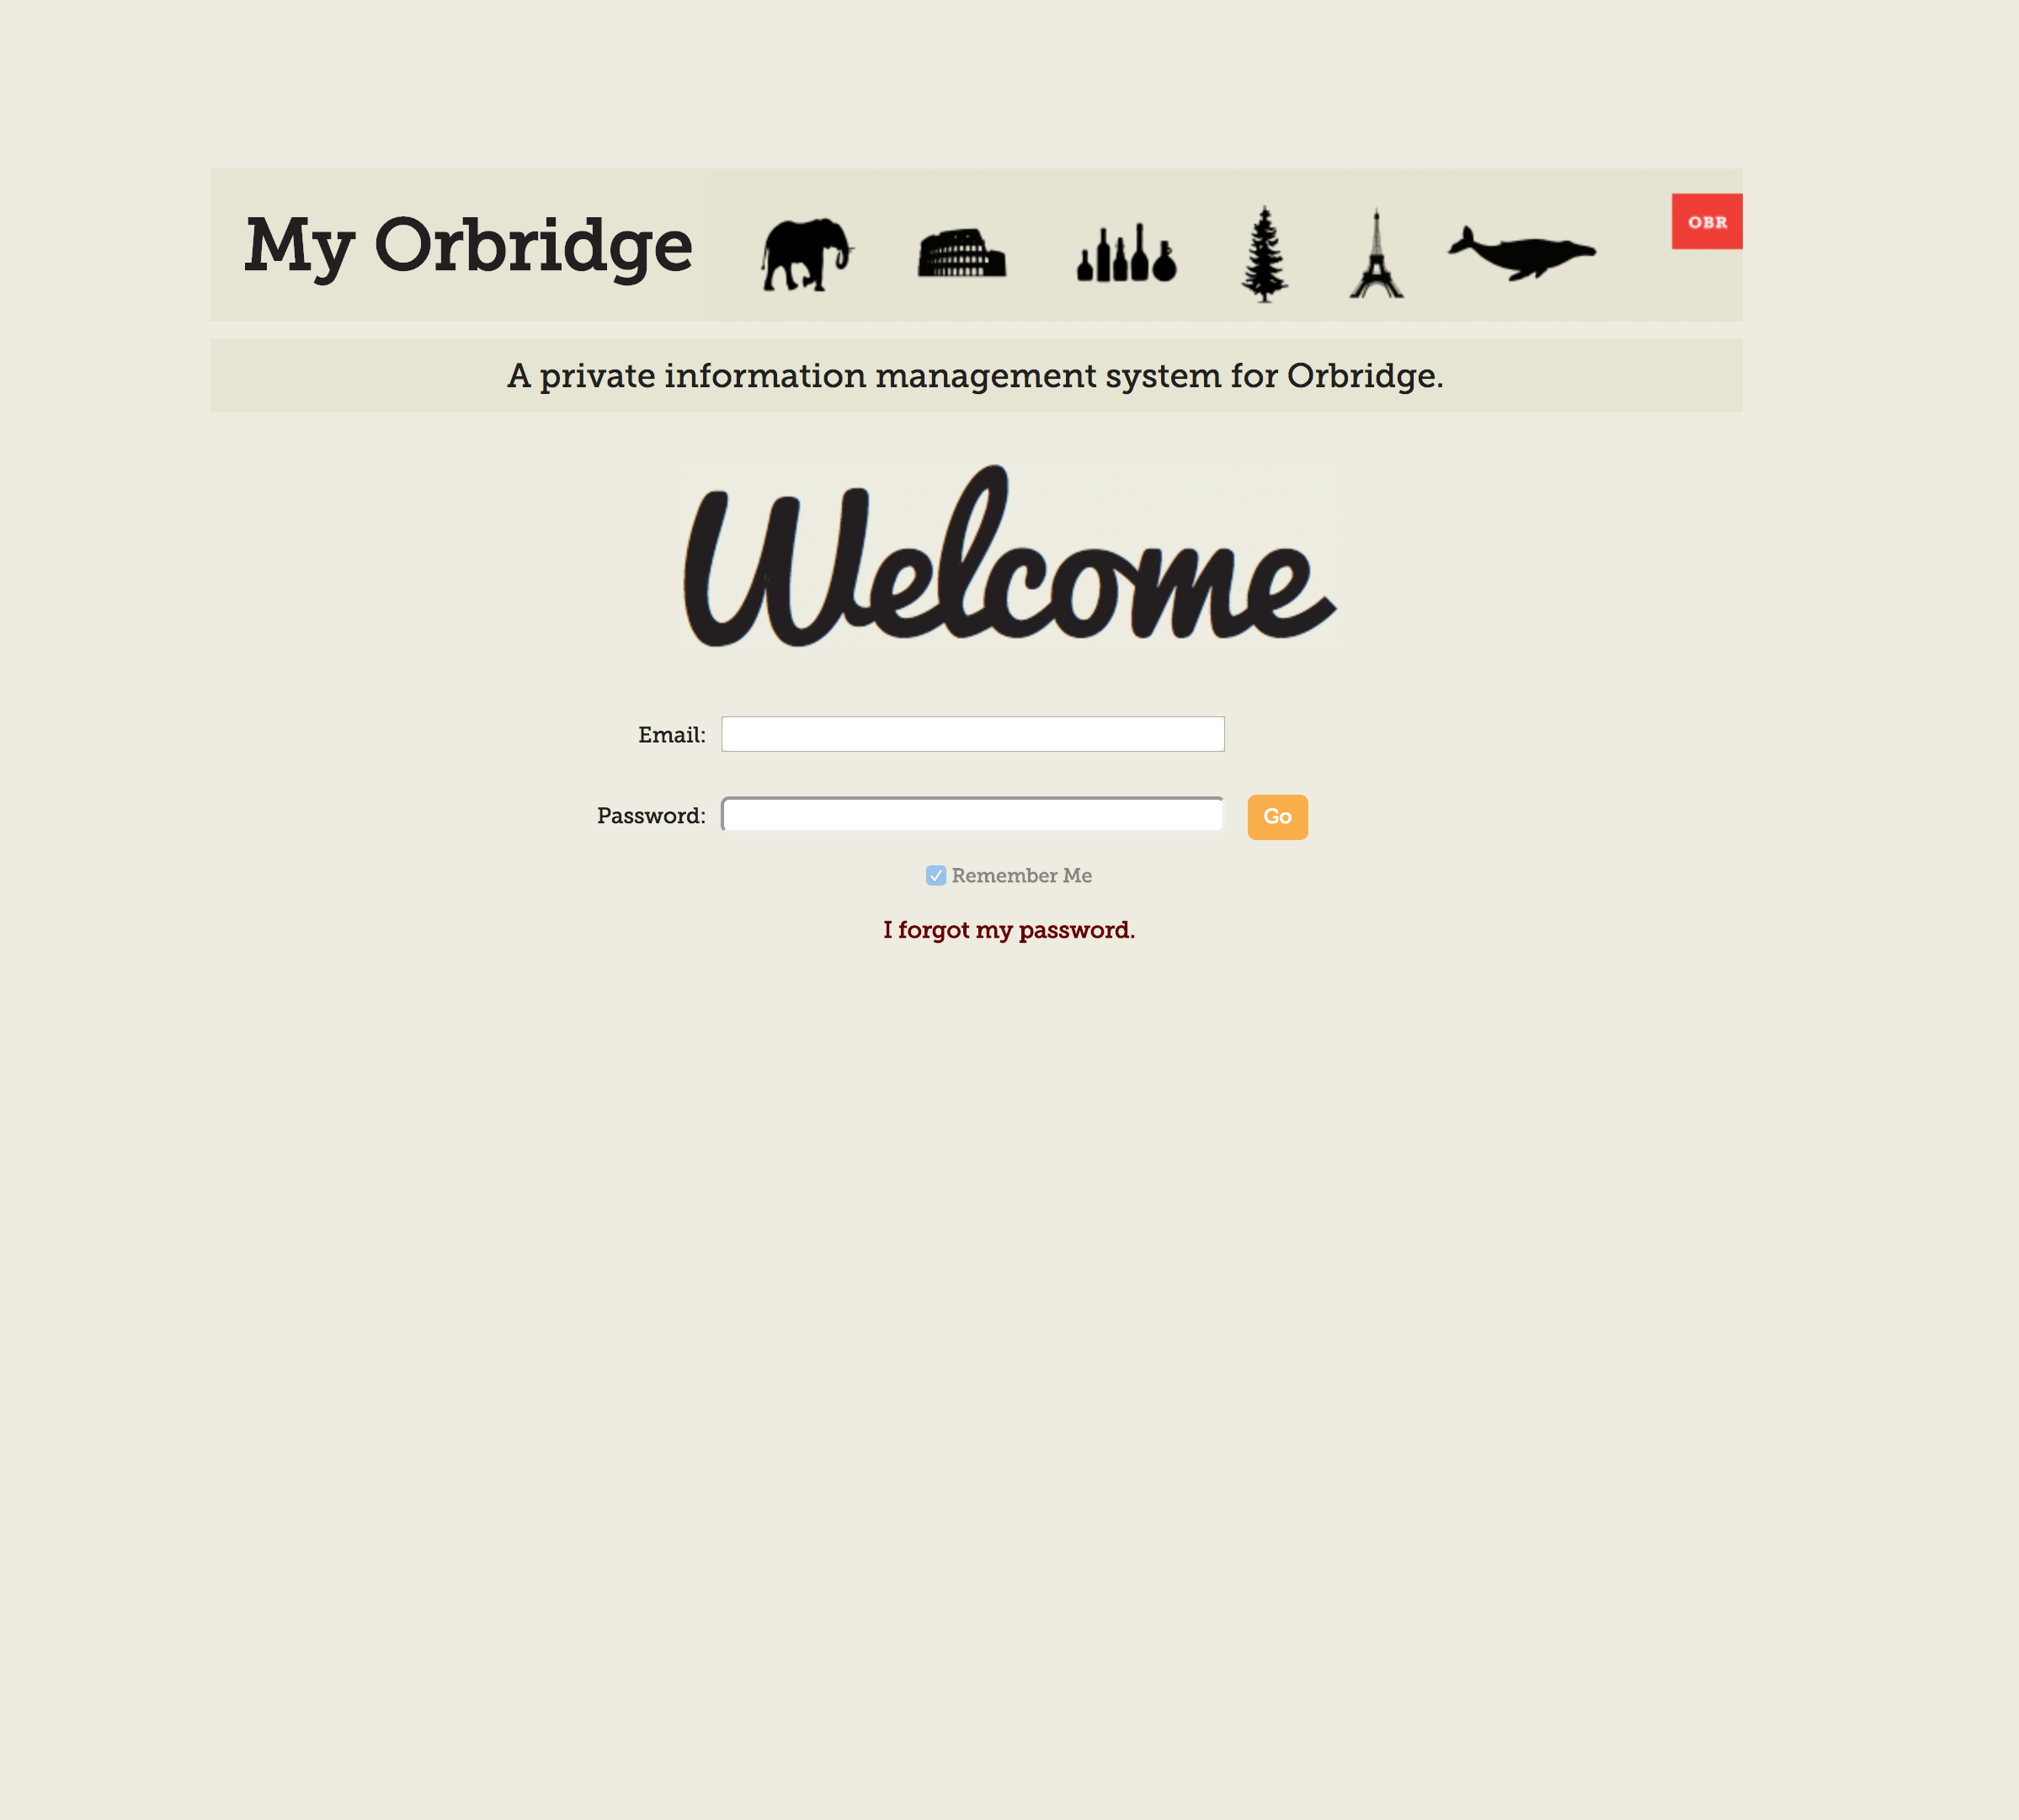 My Orbridge
OBR
A private information management system for Orbridge.
Welcome
Email:
Password:
Go
Remember Me
I forgot my password.